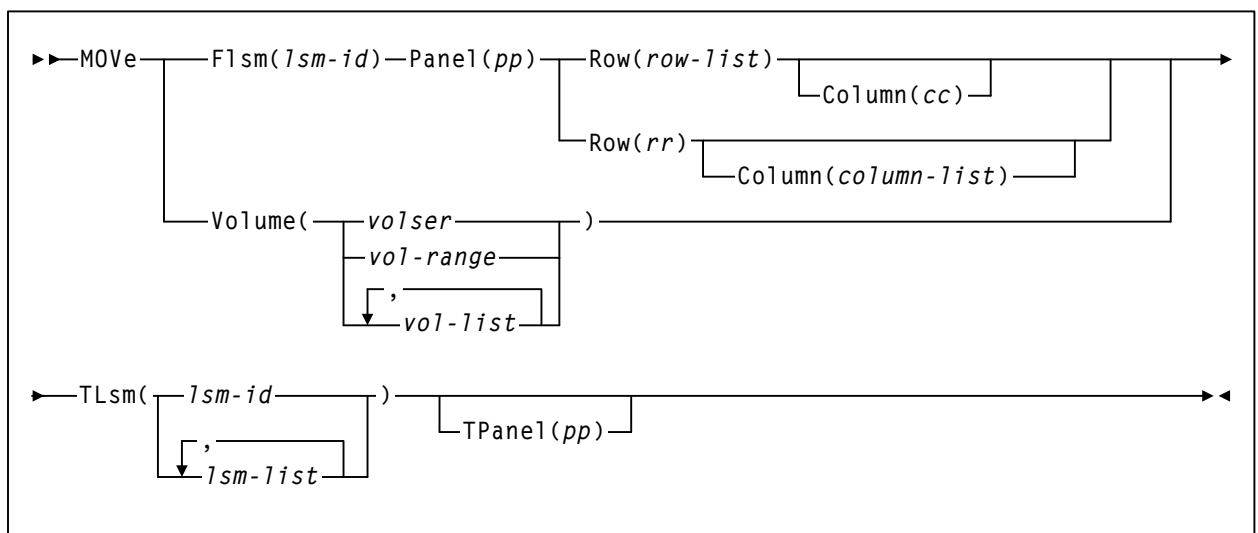 MOVe Flsm(lsm-id) Panel(pp) Row(row-list)
Column(cc)
Row(rr)
Column(column-list)
Volume( volser )
vol-range
,
vol-list
TLsm( lsm-id )
TPanel(pp)
,
lsm-list